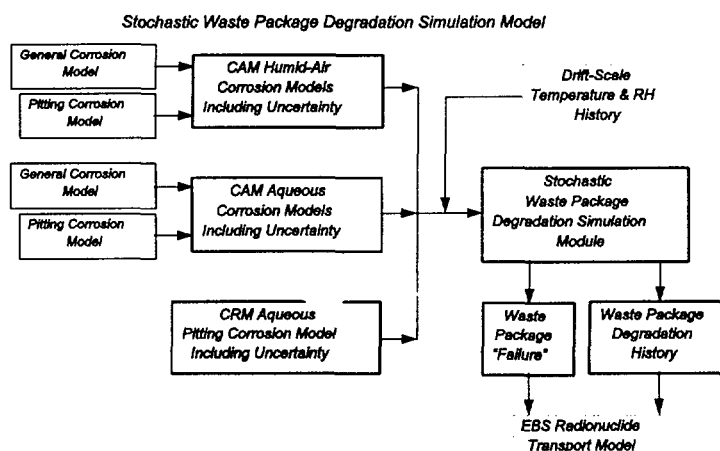 Stochastic Waste Package Degradation Simulation Model
General Corrosion
Model
Pitting Corrosion
Model
CAM Humid-Air
Corrosion Models
Including Uncertainty
Drift-Scale
Temperature & RH
History
General Corrosion
Model
Pitting Corrosion
Model
CAM Aqueous
Corrosion Models
Including Uncertainty
Stochastic
Waste Package
Degradation Simulation
Module
CRM Aqueous
Pitting Corrosion Model
Including Uncertainty
Waste
Package
"Failure"
Waste Package
Degradation
History
EBS Radionuclide
Transport Model